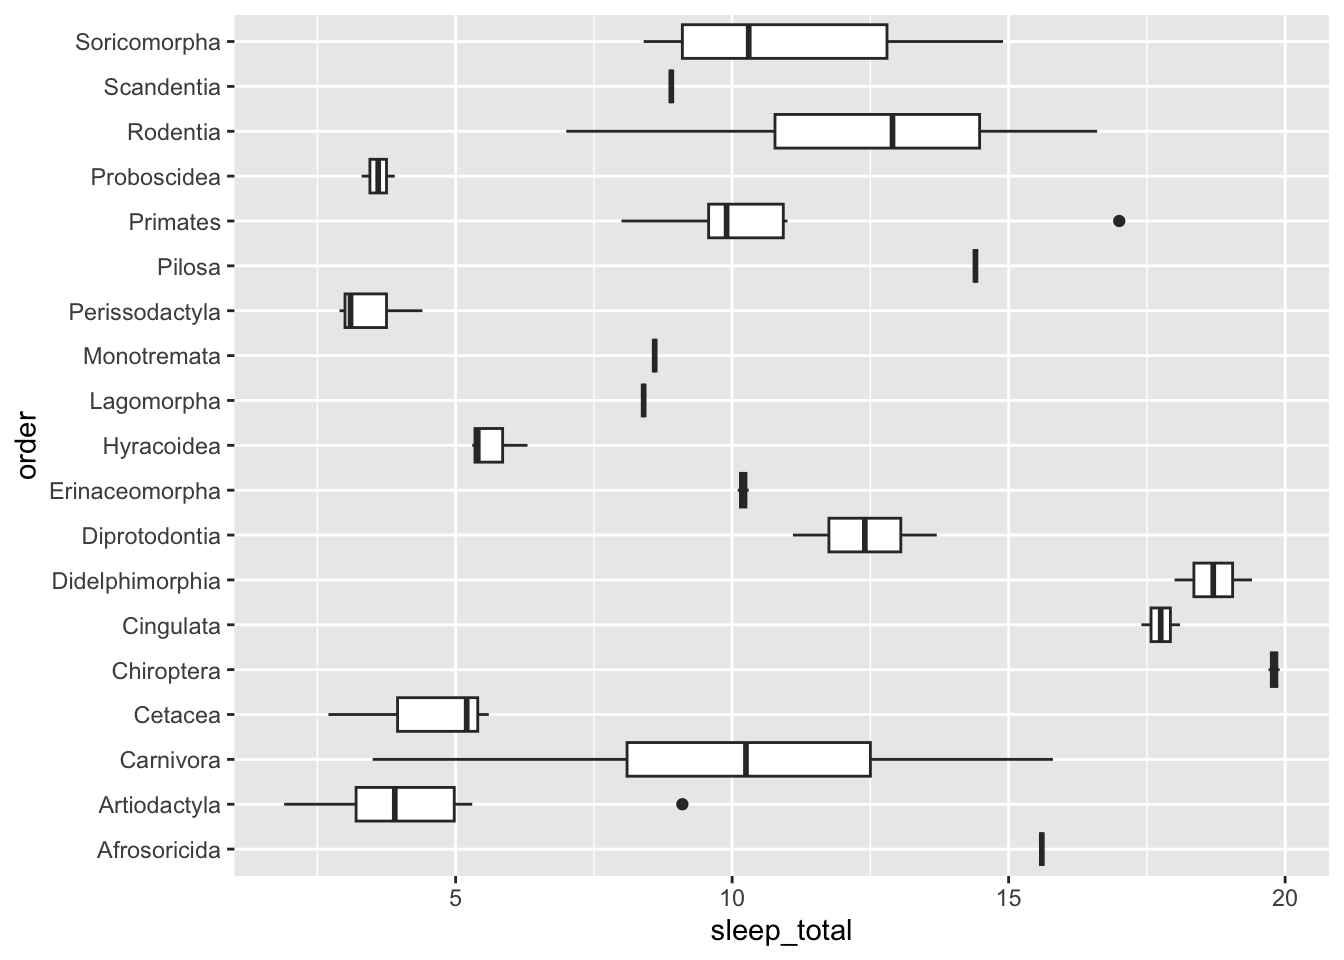 Soricomorpha
Scandentia
Rodentia
Proboscidea
Primates
Pilosa
Perissodactyla
Monotremata
Lagomorpha
Hyracoidea
Erinaceomorpha
Diprotodontia
Didelphimorphia
Cingulata
Chiroptera
Cetacea
Carnivora
Artiodactyla
Afrosoricida
order
5 10 15 20
sleep_total